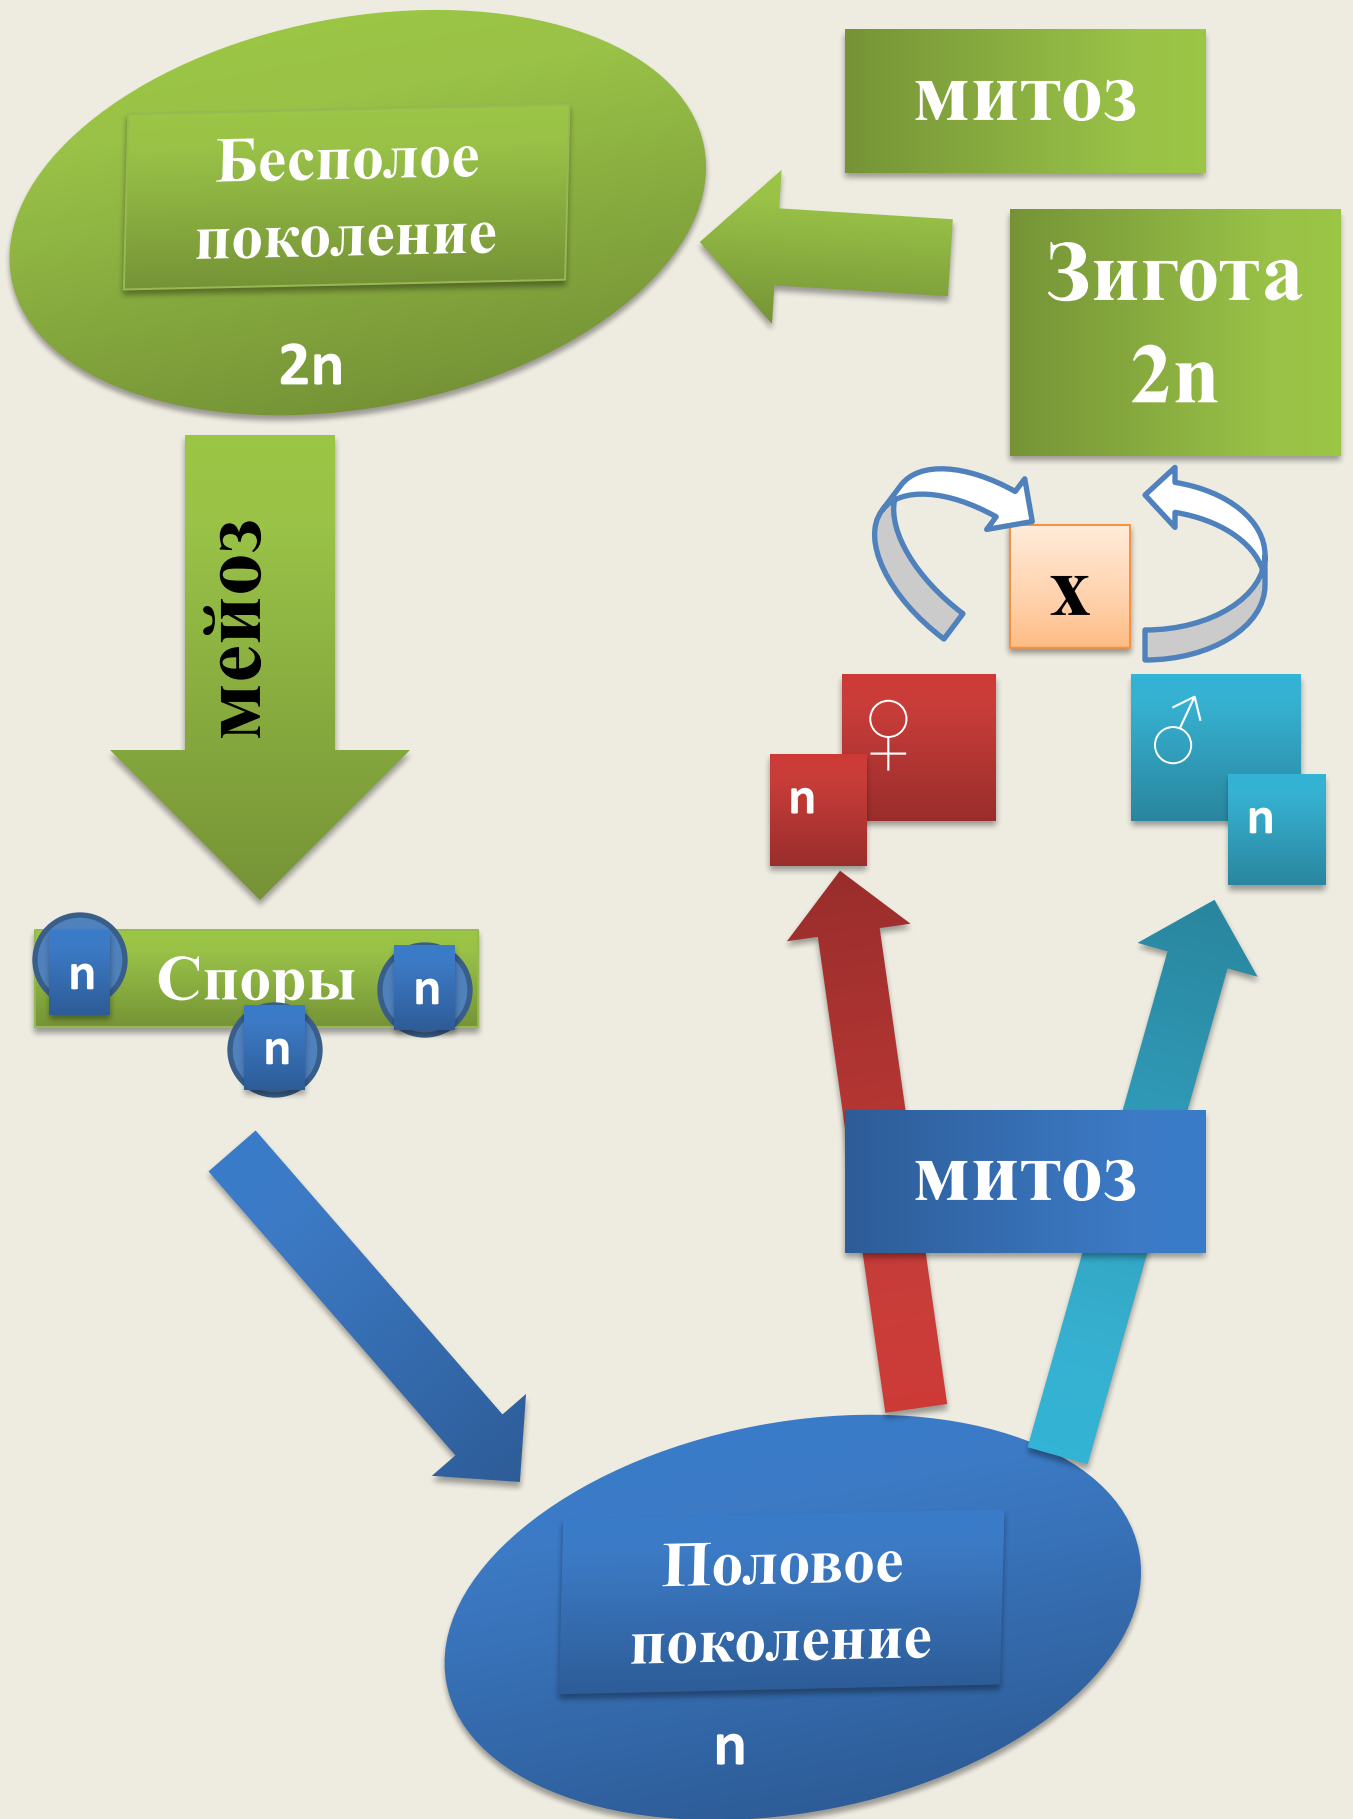 митоз
Бесполое
поколение
2n
Зигота
2n
мейоз
х
♀
♂
n
n
n
Споры
n
n
митоз
Половое
поколение
n